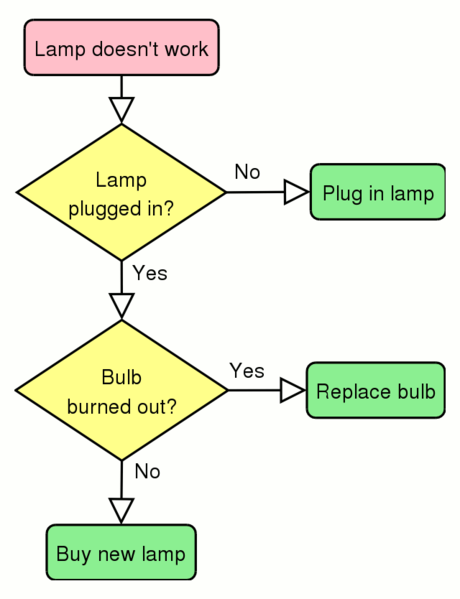 Lamp doesn't work
Lamp
plugged in?
No
Plug in lamp
Yes
Bulb
burned out?
Yes
Replace bulb
No
Buy new lamp